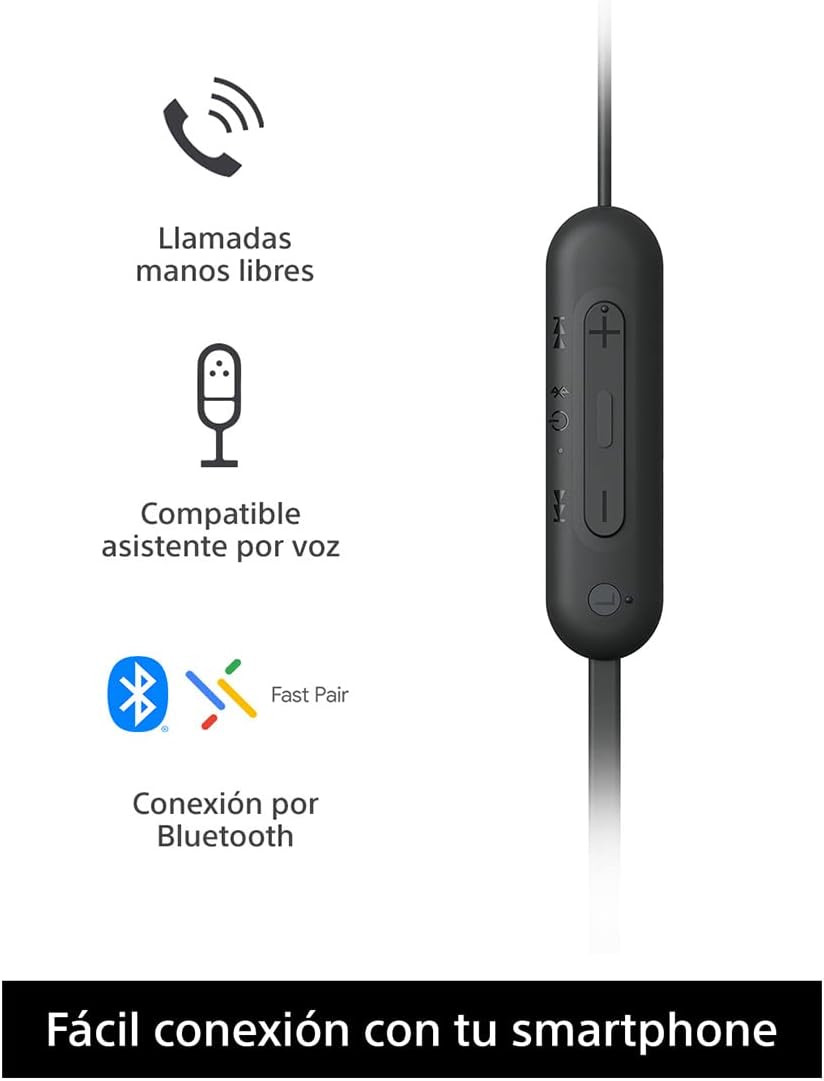 Llamadas
manos libres
Compatible
asistente por voz
Fast Pair
Conexión por
Bluetooth
Fácil conexión con tu smartphone
L